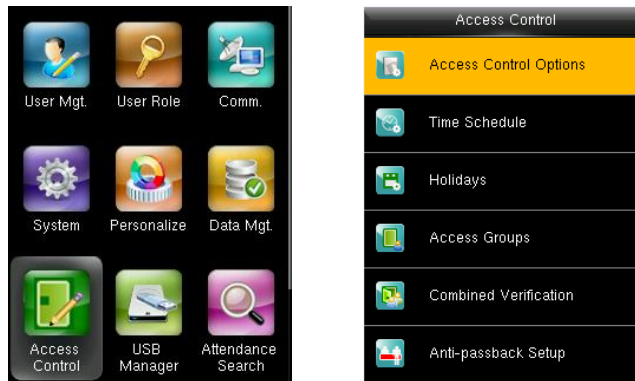 User Mgt.
User Role
Comm.
System
Personalize
Data Mgt.
Access
Control
USB
Manager
Attendance
Search
Access Control
Access Control Options
Time Schedule
Holidays
Access Groups
Combined Verification
Anti-passback Setup